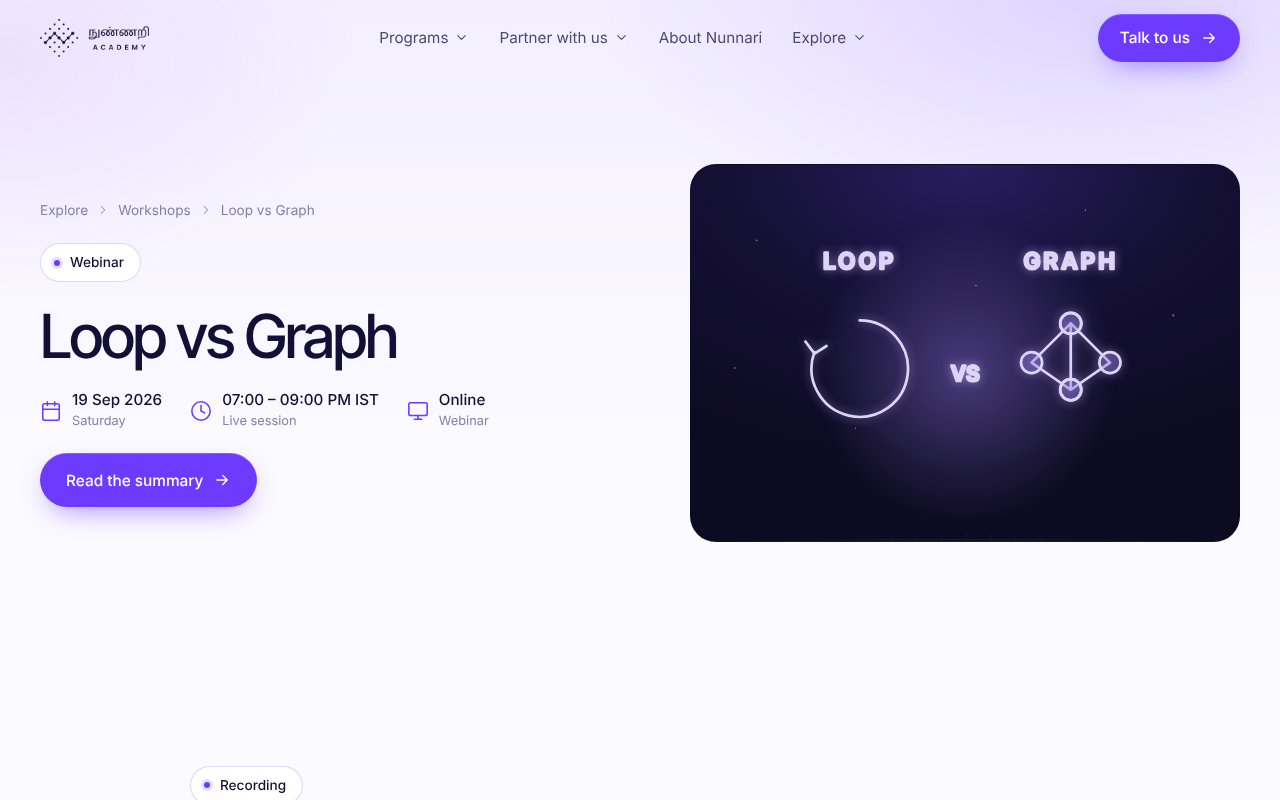 நுண்ணறி
ACADEMY
Programs
Partner with us
About Nunnari
Explore
Talk to us
Explore > Workshops > Loop vs Graph
Webinar
Loop vs Graph
19 Sep 2026
Saturday
07:00 – 09:00 PM IST
Live session
Online
Webinar
Read the summary
LOOP
GRAPH
VS
Recording